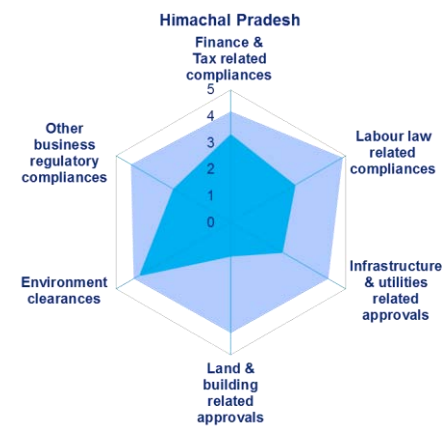 Himachal Pradesh
Finance &
Tax related
compliances
5
4
3
2
1
0
Labour law
related
compliances
Infrastructure
& utilities
related
approvals
Land &
building
related
approvals
Environment
clearances
Other
business
regulatory
compliances